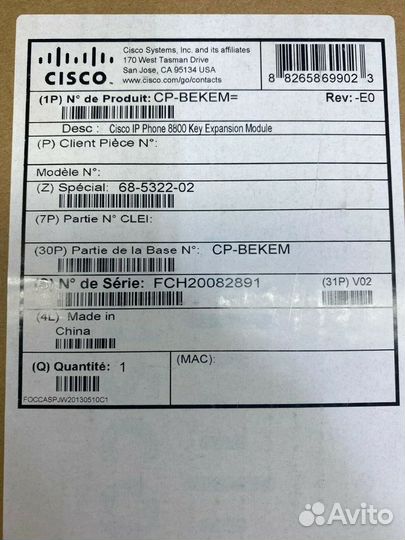 CISCO
Cisco Systems, Inc. and its affiliates
170 West Tasman Drive
San Jose, CA 95134 USA
www.cisco.com/go/contacts
8 82658 69902 3
(1P) N° de Produit: CP-BEKEM=
Rev: -E0
Desc : Cisco IP Phone 8800 Key Expansion Module
(P) Client Pièce N°:
Modèle N°:
(Z) Spécial: 68-5322-02
(7P) Partie N° CLEI:
(30P) Partie de la Base N°: CP-BEKEM
(S) N° de Série: FCH20082891
(31P) V02
(4L) Made in
China
(Q) Quantité: 1
(MAC):
FOCCASPJW20130510C1
Avito